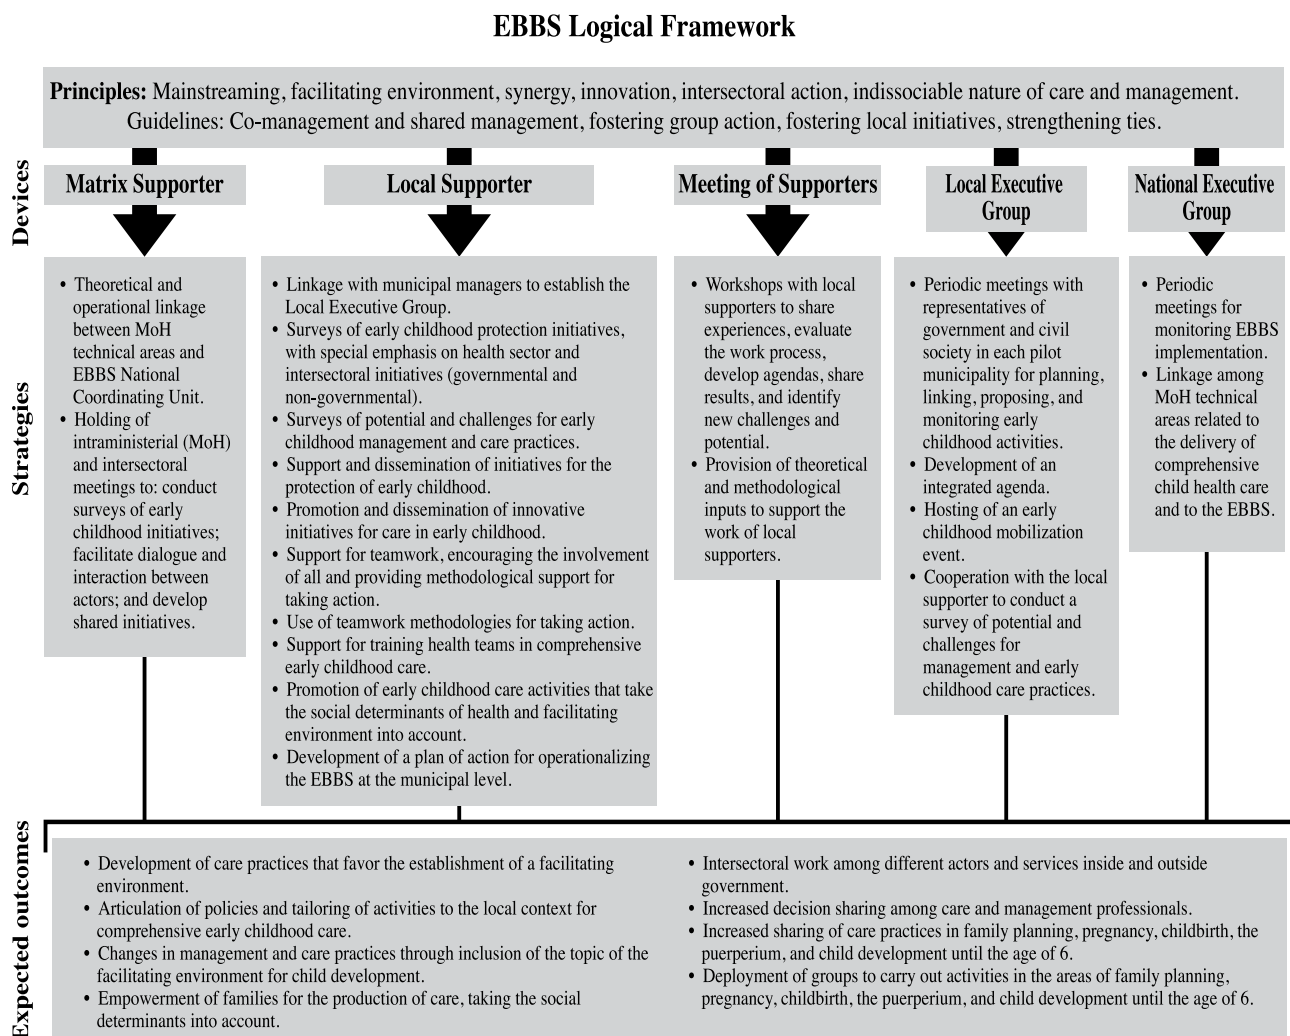 EBBS Logical Framework
Principles: Mainstreaming, facilitating environment, synergy, innovation, intersectoral action, indissociable nature of care and management.
Guidelines: Co-management and shared management, fostering group action, fostering local initiatives, strengthening ties.
Devices
Matrix Supporter
Local Supporter
Meeting of Supporters
Local Executive
Group
National Executive
Group
Strategies
• Theoretical and
operational linkage
between MoH
technical areas and
EBBS National
Coordinating Unit.
• Holding of
intraministerial (MoH)
and intersectoral
meetings to: conduct
surveys of early
childhood initiatives;
facilitate dialogue and
interaction between
actors; and develop
shared initiatives.
• Linkage with municipal managers to establish the
Local Executive Group.
• Surveys of early childhood protection initiatives,
with special emphasis on health sector and
intersectoral initiatives (governmental and
non-governmental).
• Surveys of potential and challenges for early
childhood management and care practices.
• Support and dissemination of initiatives for the
protection of early childhood.
• Promotion and dissemination of innovative
initiatives for care in early childhood.
• Support for teamwork, encouraging the involvement
of all and providing methodological support for
taking action.
• Use of teamwork methodologies for taking action.
• Support for training health teams in comprehensive
early childhood care.
• Promotion of early childhood care activities that take
the social determinants of health and facilitating
environment into account.
• Development of a plan of action for operationalizing
the EBBS at the municipal level.
• Workshops with local
supporters to share
experiences, evaluate
the work process,
develop agendas, share
results, and identify
new challenges and
potential.
• Provision of theoretical
and methodological
inputs to support the
work of local
supporters.
• Periodic meetings with
representatives of
government and civil
society in each pilot
municipality for planning,
linking, proposing, and
monitoring early
childhood activities.
• Development of an
integrated agenda.
• Hosting of an early
childhood mobilization
event.
• Cooperation with the local
supporter to conduct a
survey of potential and
challenges for
management and early
childhood care practices.
• Periodic
meetings for
monitoring EBBS
implementation.
• Linkage among
MoH technical
areas related to
the delivery of
comprehensive
child health care
and to the EBBS.
Expected outcomes
• Development of care practices that favor the establishment of a facilitating
environment.
• Articulation of policies and tailoring of activities to the local context for
comprehensive early childhood care.
• Changes in management and care practices through inclusion of the topic of the
facilitating environment for child development.
• Empowerment of families for the production of care, taking the social
determinants into account.
• Intersectoral work among different actors and services inside and outside
government.
• Increased decision sharing among care and management professionals.
• Increased sharing of care practices in family planning, pregnancy, childbirth, the
puerperium, and child development until the age of 6.
• Deployment of groups to carry out activities in the areas of family planning,
pregnancy, childbirth, the puerperium, and child development until the age of 6.